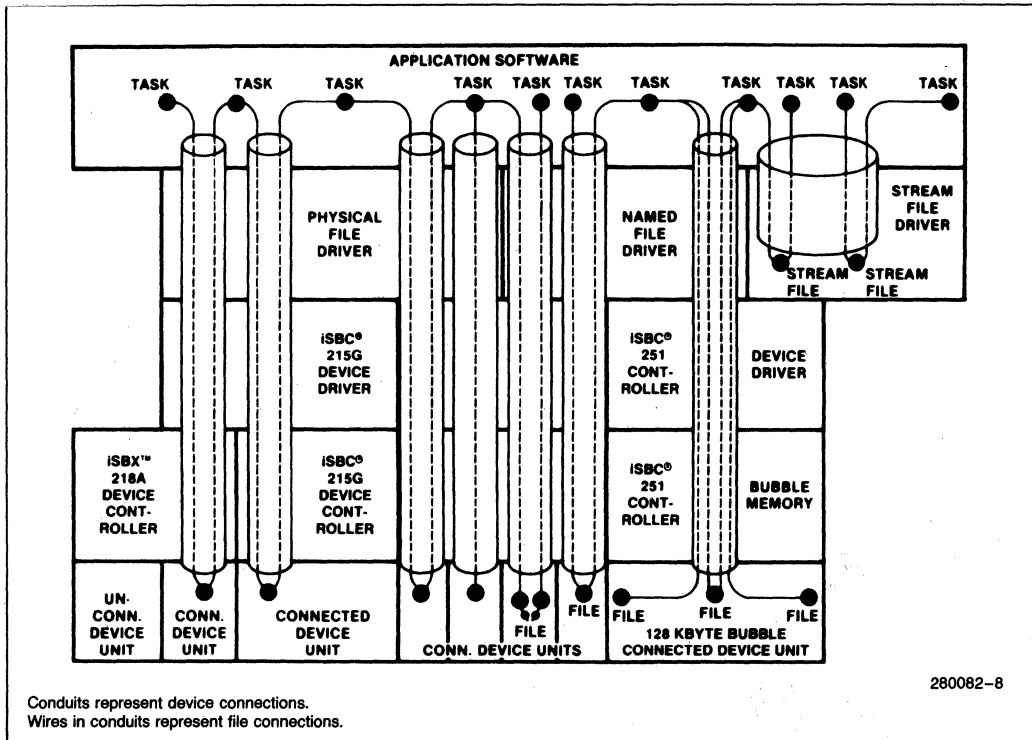 APPLICATION SOFTWARE
TASK TASK TASK TASK TASK TASK TASK TASK TASK TASK TASK
PHYSICAL
FILE
DRIVER
NAMED
FILE
DRIVER
STREAM
FILE
DRIVER
STREAM
FILE
STREAM
FILE
iSBC®
215G
DEVICE
DRIVER
iSBC®
251
CONT-
ROLLER
DEVICE
DRIVER
iSBX™
218A
DEVICE
CONT-
ROLLER
iSBC®
215G
DEVICE
CONT-
ROLLER
iSBC®
251
CONT-
ROLLER
BUBBLE
MEMORY
UN-
CONN.
DEVICE
UNIT
CONN.
DEVICE
UNIT
CONNECTED
DEVICE
UNIT
FILE
FILE
CONN. DEVICE UNITS
FILE
FILE
FILE
128 KBYTE BUBBLE
CONNECTED DEVICE UNIT
280082–8
Conduits represent device connections.
Wires in conduits represent file connections.